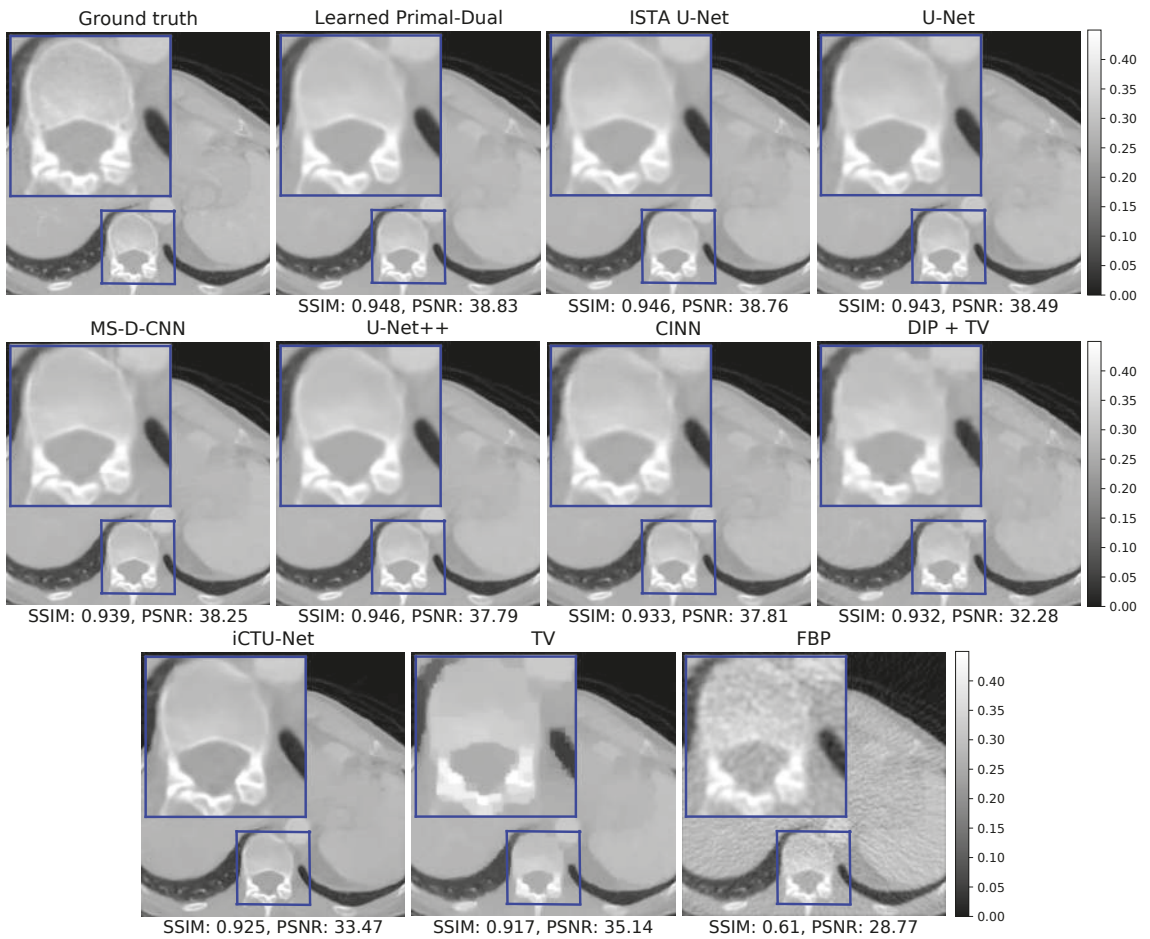 Ground truth
Learned Primal-Dual
ISTA U-Net
U-Net
0.40
0.35
0.30
0.25
0.20
0.15
0.10
0.05
0.00
SSIM: 0.948, PSNR: 38.83
SSIM: 0.946, PSNR: 38.76
SSIM: 0.943, PSNR: 38.49
MS-D-CNN
U-Net++
CINN
DIP + TV
0.40
0.35
0.30
0.25
0.20
0.15
0.10
0.05
0.00
SSIM: 0.939, PSNR: 38.25
SSIM: 0.946, PSNR: 37.79
SSIM: 0.933, PSNR: 37.81
SSIM: 0.932, PSNR: 32.28
iCTU-Net
TV
FBP
0.40
0.35
0.30
0.25
0.20
0.15
0.10
0.05
0.00
SSIM: 0.925, PSNR: 33.47
SSIM: 0.917, PSNR: 35.14
SSIM: 0.61, PSNR: 28.77